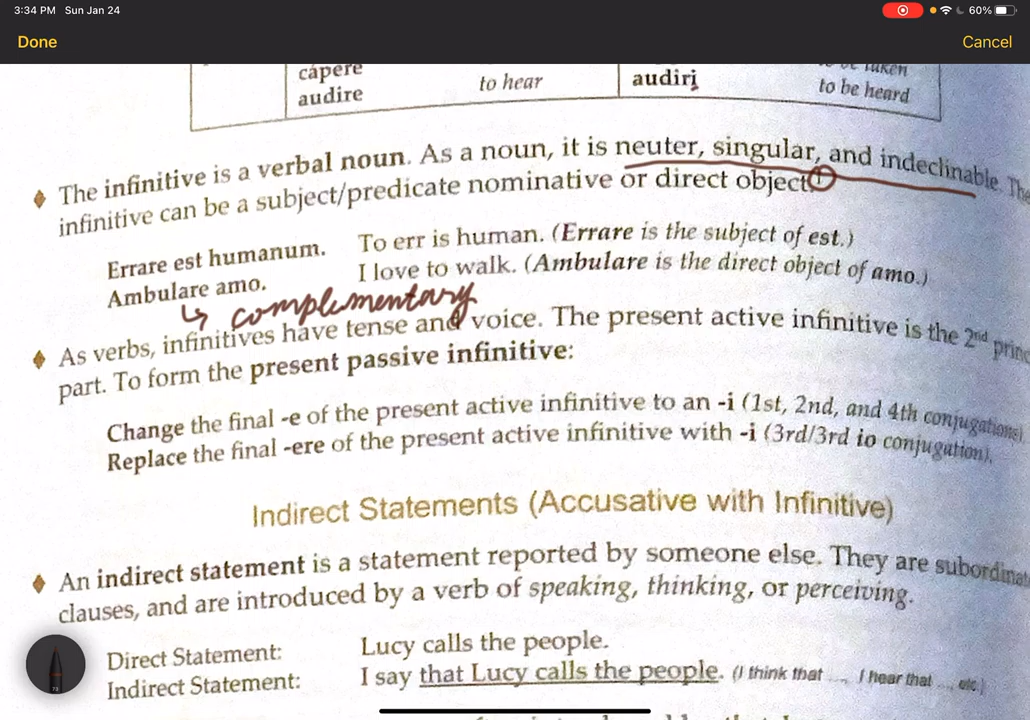 3:34 PM Sun Jan 24
60%
Done
Cancel
cápere
audire
to hear
audiri
to be taken
to be heard
The infinitive is a verbal noun. As a noun, it is neuter, singular, and indeclinable. The
infinitive can be a subject/predicate nominative or direct object
Errare est humanum. To err is human. (Errare is the subject of est.)
Ambulare amo. I love to walk. (Ambulare is the direct object of amo.)
complementary
As verbs, infinitives have tense and voice. The present active infinitive is the 2nd princ
part. To form the present passive infinitive:
Change the final -e of the present active infinitive to an -i (1st, 2nd, and 4th conjugations)
Replace the final -ere of the present active infinitive with -i (3rd/3rd io conjugation).
Indirect Statements (Accusative with Infinitive)
An indirect statement is a statement reported by someone else. They are subordinat
clauses, and are introduced by a verb of speaking, thinking, or perceiving.
Direct Statement: Lucy calls the people.
Indirect Statement: I say that Lucy calls the people. (I think that ..., I hear that ..., etc.)